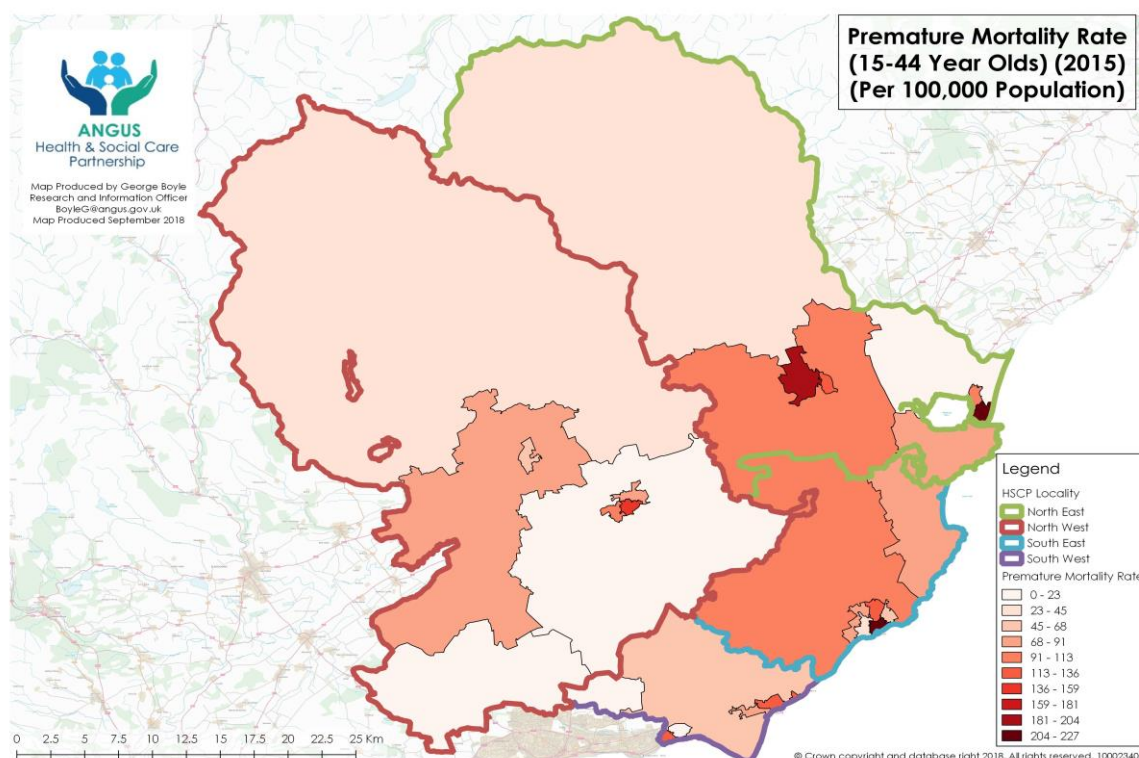 Premature Mortality Rate
(15-44 Year Olds) (2015)
(Per 100,000 Population)
ANGUS
Health & Social Care
Partnership
Map Produced by George Boyle
Research and Information Officer
BoyleG@angus.gov.uk
Map Produced September 2018
Legend
HSCP Locality
North East
North West
South East
South West
Premature Mortality Rate
0 - 23
23 - 45
45 - 68
68 - 91
91 - 113
113 - 136
136 - 159
159 - 181
181 - 204
204 - 227
0 2.5 5 7.5 10 12.5 15 17.5 20 22.5 25 Km
© Crown copyright and database right 2018. All rights reserved. 10002340